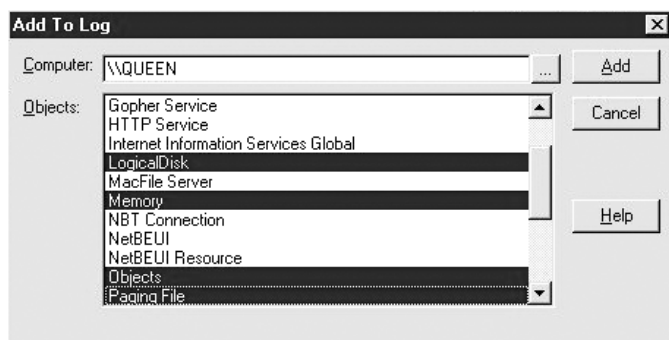 Add To Log
Computer: \\QUEEN ... Add
Objects: Gopher Service Cancel
HTTP Service
Internet Information Services Global
LogicalDisk
MacFile Server
Memory
NBT Connection
NetBEUI Help
NetBEUI Resource
Objects
Paging File